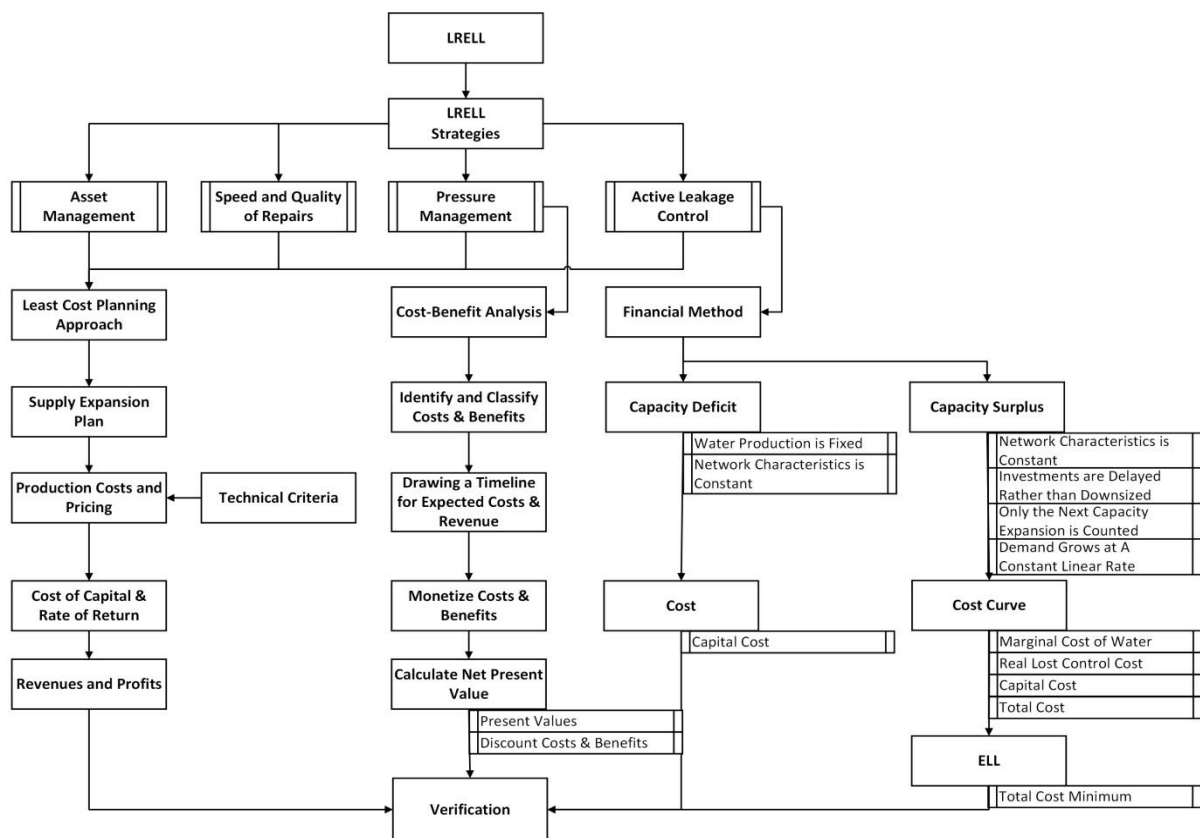 LRELL
LRELL
Strategies
Asset
Management
Speed and Quality
of Repairs
Pressure
Management
Active Leakage
Control
Least Cost Planning
Approach
Cost-Benefit Analysis
Financial Method
Supply Expansion
Plan
Identify and Classify
Costs & Benefits
Capacity Deficit
Capacity Surplus
Water Production is Fixed
Network Characteristics is
Constant
Network Characteristics is
Constant
Investments are Delayed
Rather than Downsized
Only the Next Capacity
Expansion is Counted
Demand Grows at A
Constant Linear Rate
Production Costs and
Pricing
Technical Criteria
Drawing a Timeline
for Expected Costs &
Revenue
Cost of Capital &
Rate of Return
Monetize Costs &
Benefits
Cost
Cost Curve
Capital Cost
Marginal Cost of Water
Real Lost Control Cost
Capital Cost
Total Cost
Revenues and Profits
Calculate Net Present
Value
Present Values
Discount Costs & Benefits
ELL
Total Cost Minimum
Verification